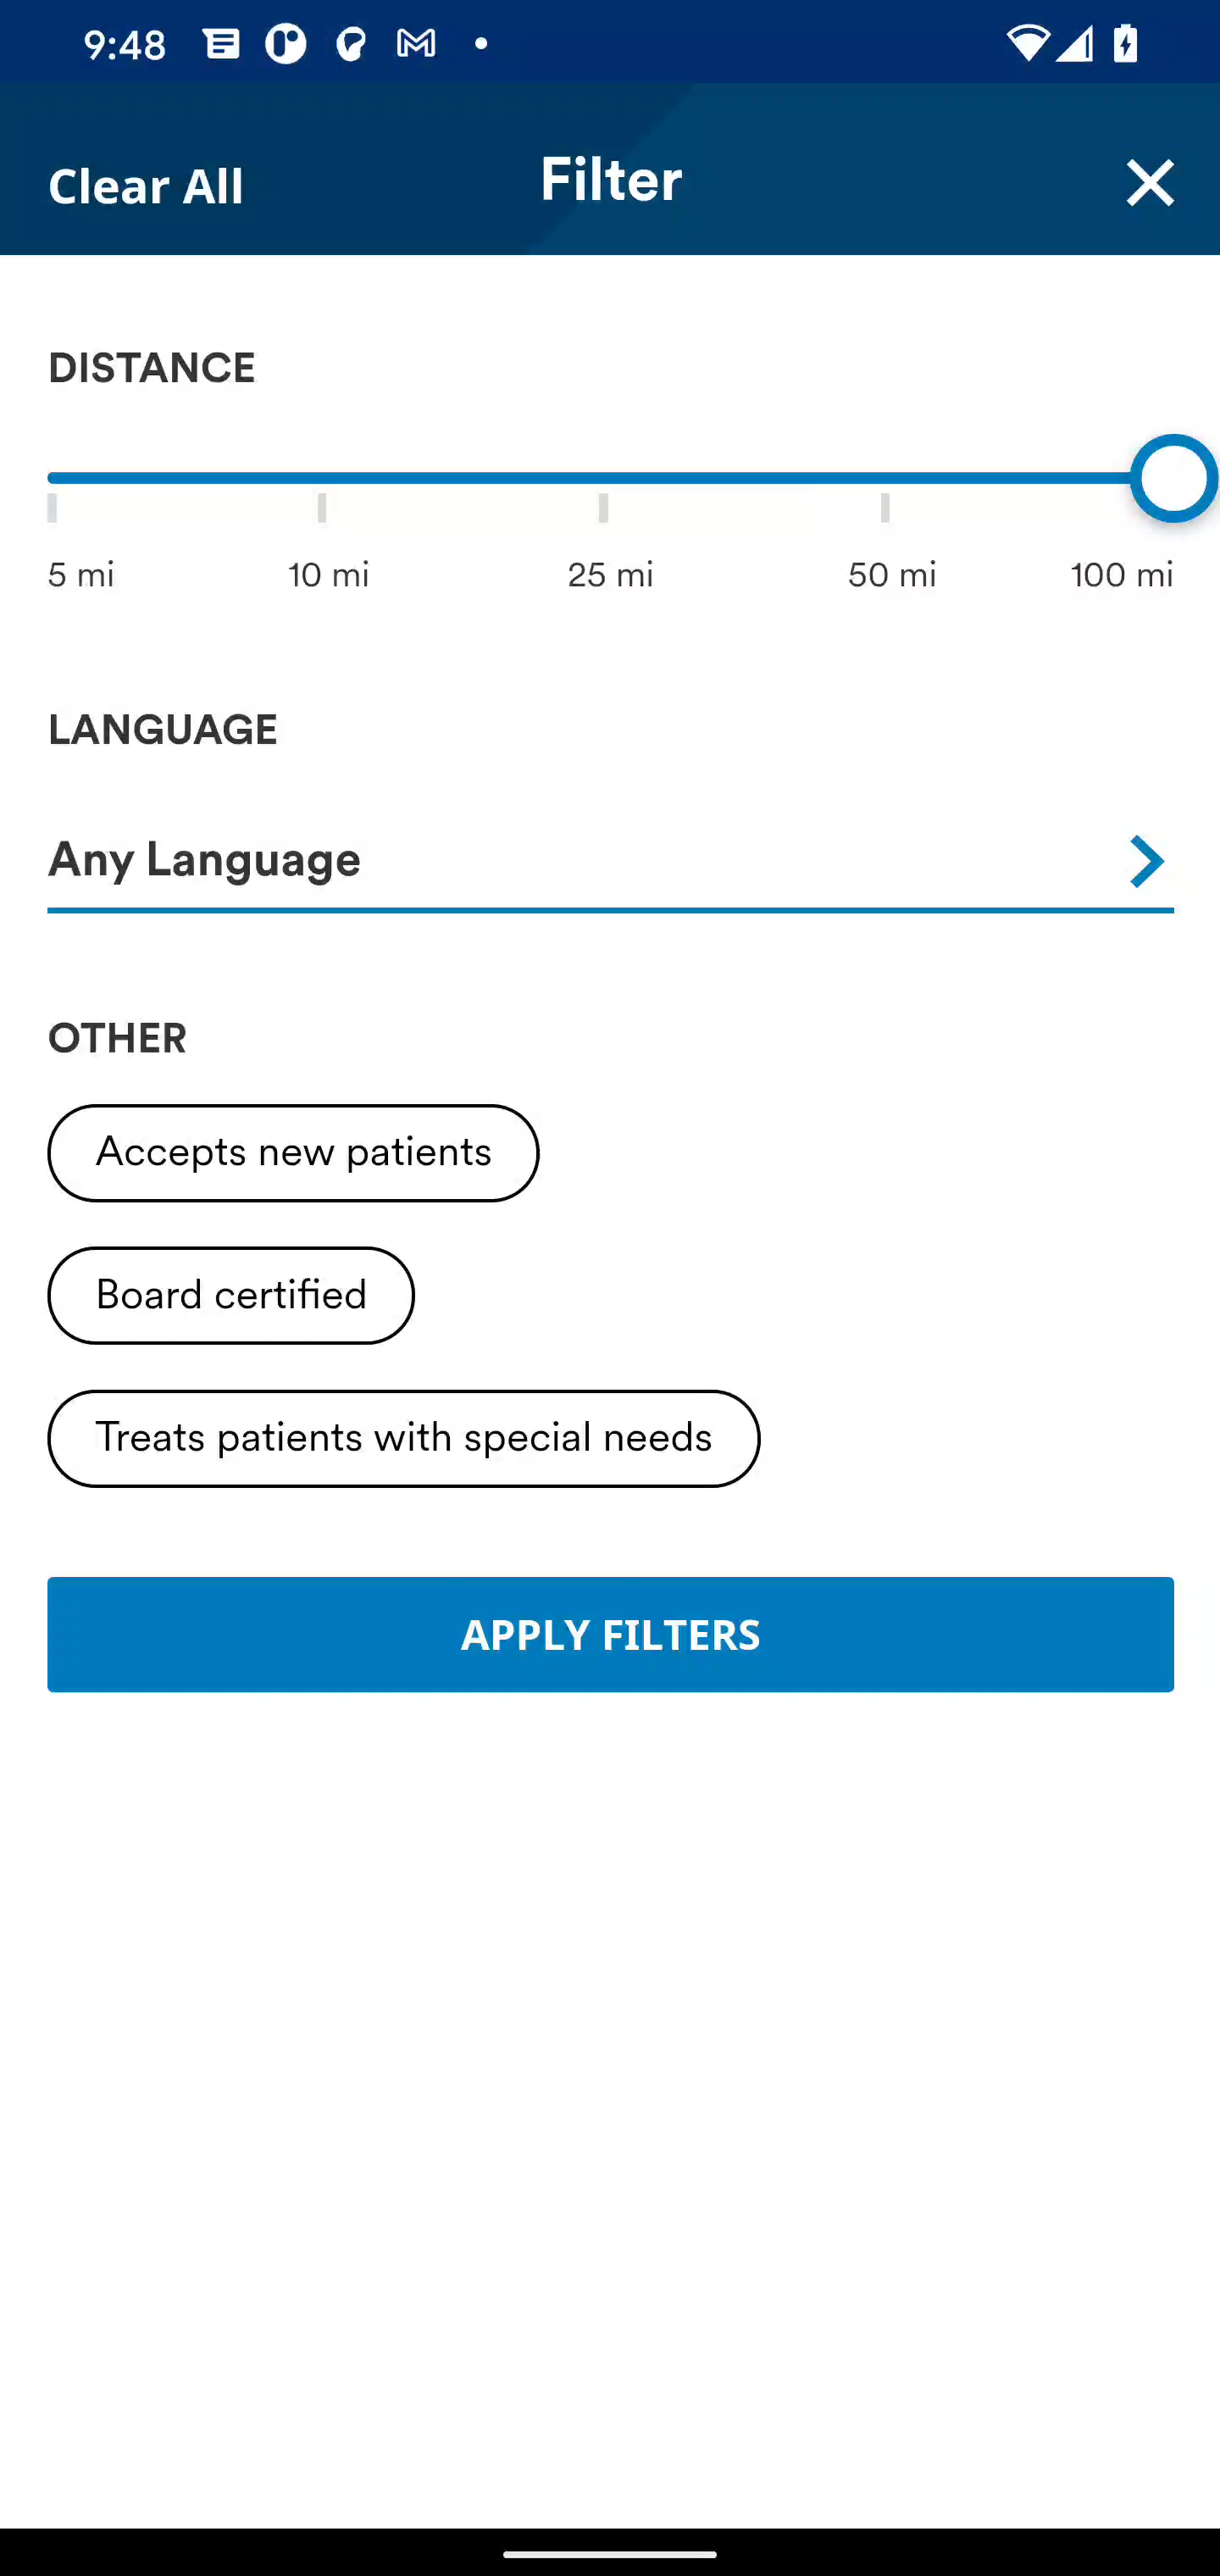 9:48
Clear All
Filter
DISTANCE
5 mi 10 mi 25 mi 50 mi 100 mi
LANGUAGE
Any Language
OTHER
Accepts new patients
Board certified
Treats patients with special needs
APPLY FILTERS